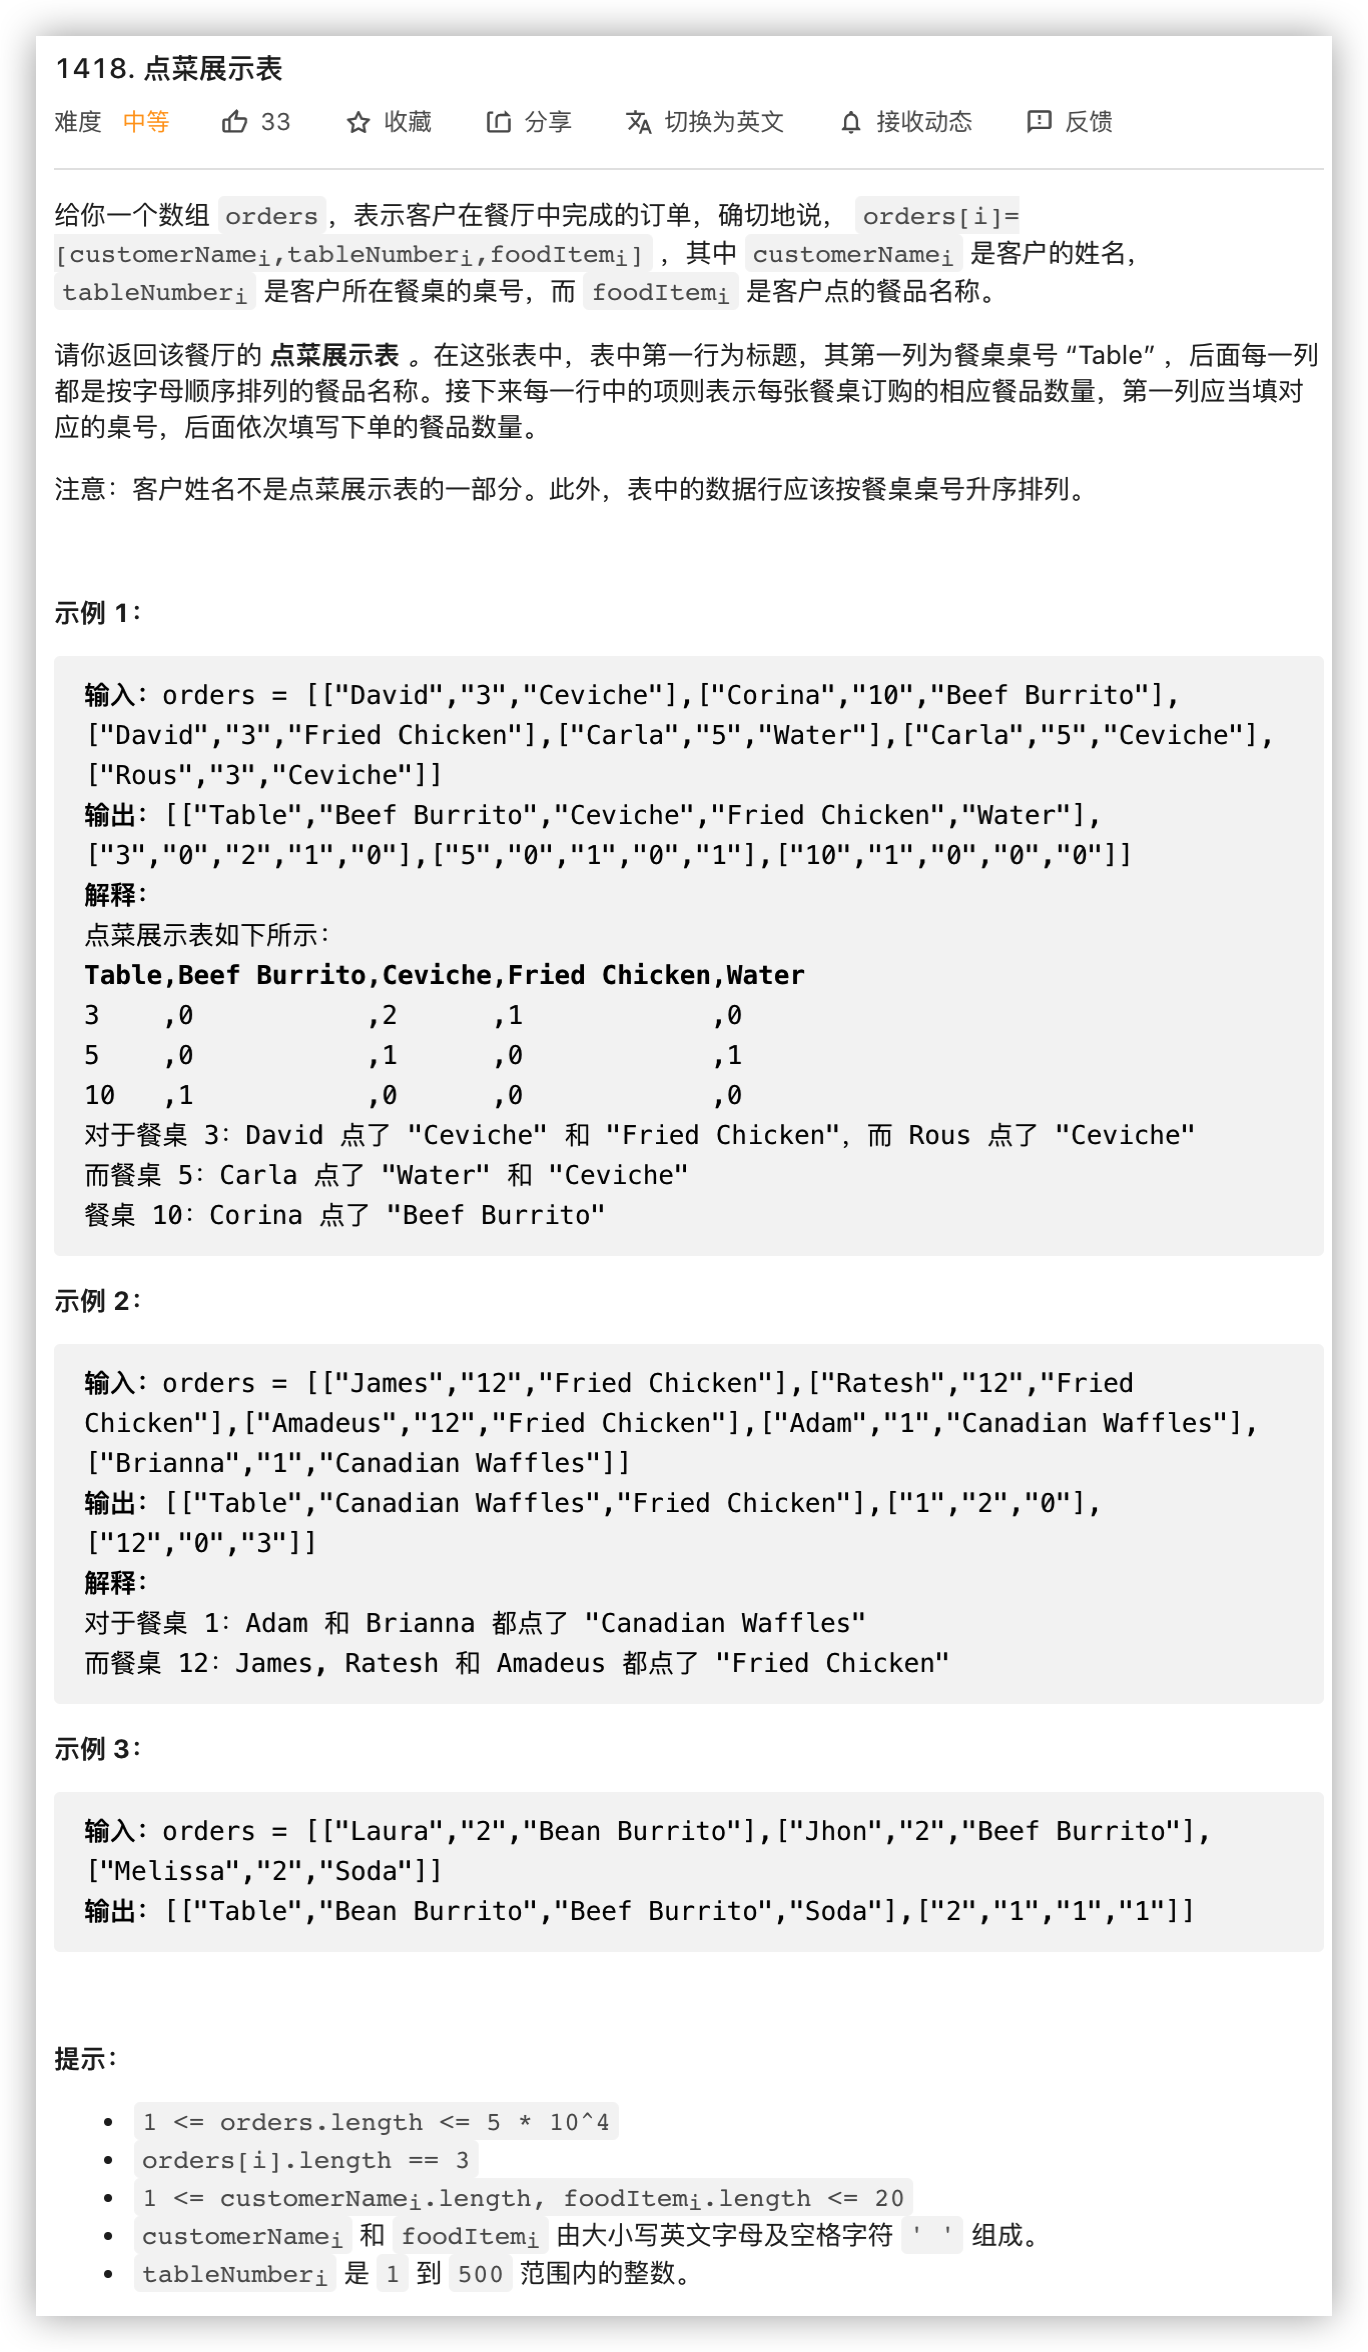 1418. 点菜展示表
难度 中等 33 收藏 分享 切换为英文 接收动态 反馈
给你一个数组 orders，表示客户在餐厅中完成的订单，确切地说， orders[i]=
[customerNamei,tableNumberi,foodItemi] ，其中 customerNamei 是客户的姓名，
tableNumberi 是客户所在餐桌的桌号，而 foodItemi 是客户点的餐品名称。
请你返回该餐厅的 点菜展示表 。在这张表中，表中第一行为标题，其第一列为餐桌桌号 “Table” ，后面每一列
都是按字母顺序排列的餐品名称。接下来每一行中的项则表示每张餐桌订购的相应餐品数量，第一列应当填对
应的桌号，后面依次填写下单的餐品数量。
注意：客户姓名不是点菜展示表的一部分。此外，表中的数据行应该按餐桌桌号升序排列。
示例 1：
输入：orders = [["David","3","Ceviche"],["Corina","10","Beef Burrito"],
["David","3","Fried Chicken"],["Carla","5","Water"],["Carla","5","Ceviche"],
["Rous","3","Ceviche"]]
输出：[["Table","Beef Burrito","Ceviche","Fried Chicken","Water"],
["3","0","2","1","0"],["5","0","1","0","1"],["10","1","0","0","0"]]
解释：
点菜展示表如下所示：
Table,Beef Burrito,Ceviche,Fried Chicken,Water
3    ,0           ,2      ,1            ,0
5    ,0           ,1      ,0            ,1
10   ,1           ,0      ,0            ,0
对于餐桌 3：David 点了 "Ceviche" 和 "Fried Chicken"，而 Rous 点了 "Ceviche"
而餐桌 5：Carla 点了 "Water" 和 "Ceviche"
餐桌 10：Corina 点了 "Beef Burrito"
示例 2：
输入：orders = [["James","12","Fried Chicken"],["Ratesh","12","Fried
Chicken"],["Amadeus","12","Fried Chicken"],["Adam","1","Canadian Waffles"],
["Brianna","1","Canadian Waffles"]]
输出：[["Table","Canadian Waffles","Fried Chicken"],["1","2","0"],
["12","0","3"]]
解释：
对于餐桌 1：Adam 和 Brianna 都点了 "Canadian Waffles"
而餐桌 12：James, Ratesh 和 Amadeus 都点了 "Fried Chicken"
示例 3：
输入：orders = [["Laura","2","Bean Burrito"],["Jhon","2","Beef Burrito"],
["Melissa","2","Soda"]]
输出：[["Table","Bean Burrito","Beef Burrito","Soda"],["2","1","1","1"]]
提示：
• 1 <= orders.length <= 5 * 10^4
• orders[i].length == 3
• 1 <= customerNamei.length, foodItemi.length <= 20
• customerNamei 和 foodItemi 由大小写英文字母及空格字符 ' ' 组成。
• tableNumberi 是 1 到 500 范围内的整数。